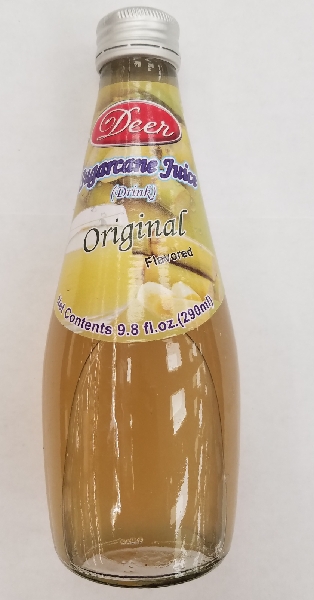 Deer
Sugarcane Juice
(Drink)
Original
Flavored
Net Contents 9.8 fl.oz.(290ml)